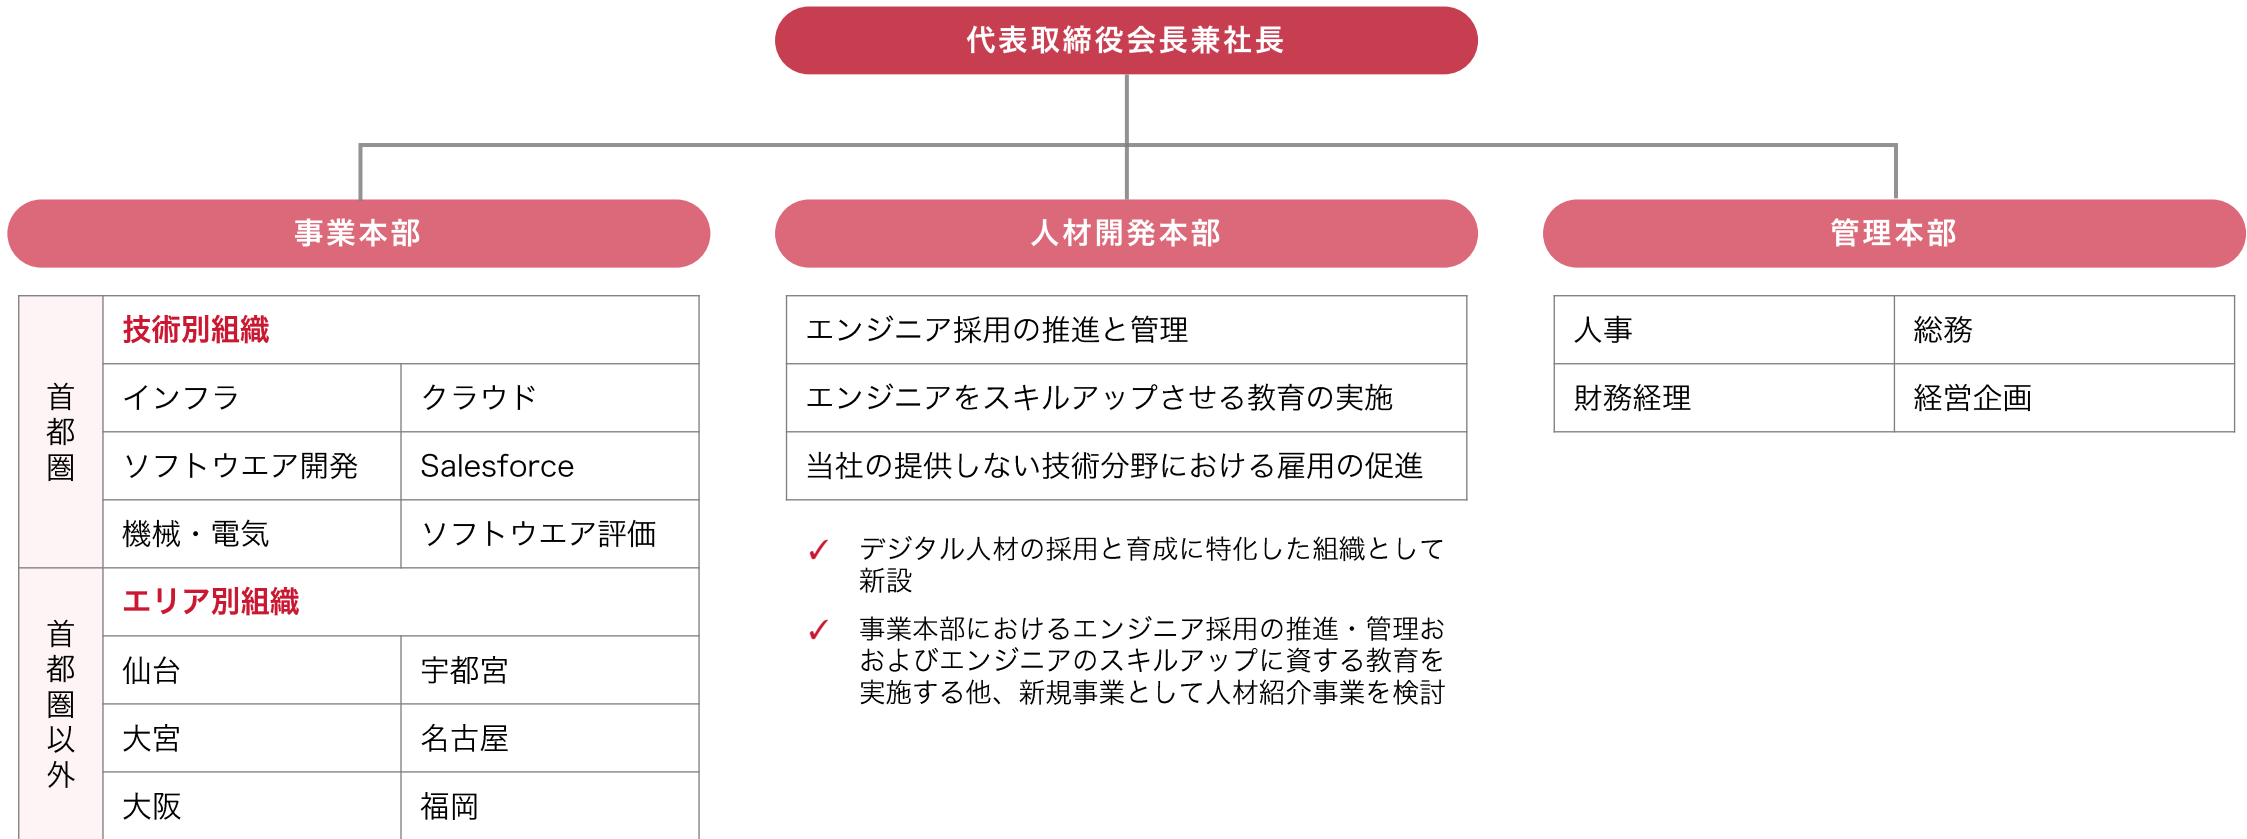 代表取締役会長兼社長
事業本部
人材開発本部
管理本部
首都圏
技術別組織
インフラ
クラウド
ソフトウエア開発
Salesforce
機械・電気
ソフトウエア評価
首都圏以外
エリア別組織
仙台
宇都宮
大宮
名古屋
大阪
福岡
エンジニア採用の推進と管理
エンジニアをスキルアップさせる教育の実施
当社の提供しない技術分野における雇用の促進
✓ デジタル人材の採用と育成に特化した組織として
新設
✓ 事業本部におけるエンジニア採用の推進・管理お
およびエンジニアのスキルアップに資する教育を
実施する他、新規事業として人材紹介事業を検討
人事
総務
財務経理
経営企画